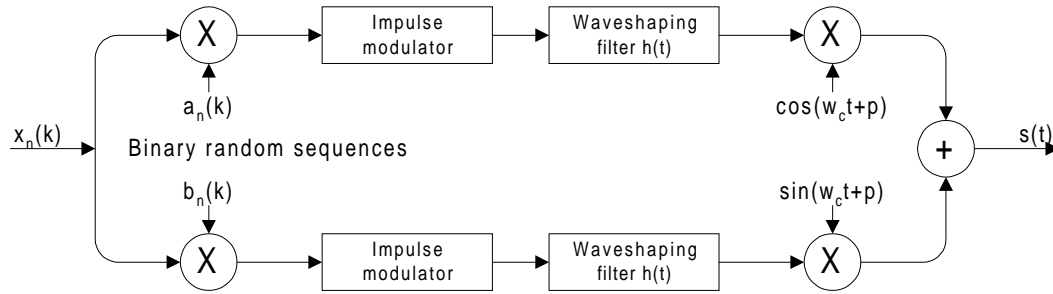 X
Impulse
modulator
Waveshaping
filter h(t)
X
a_n(k)
cos(w_ct+p)
x_n(k)
Binary random sequences
+
s(t)
b_n(k)
sin(w_ct+p)
X
Impulse
modulator
Waveshaping
filter h(t)
X